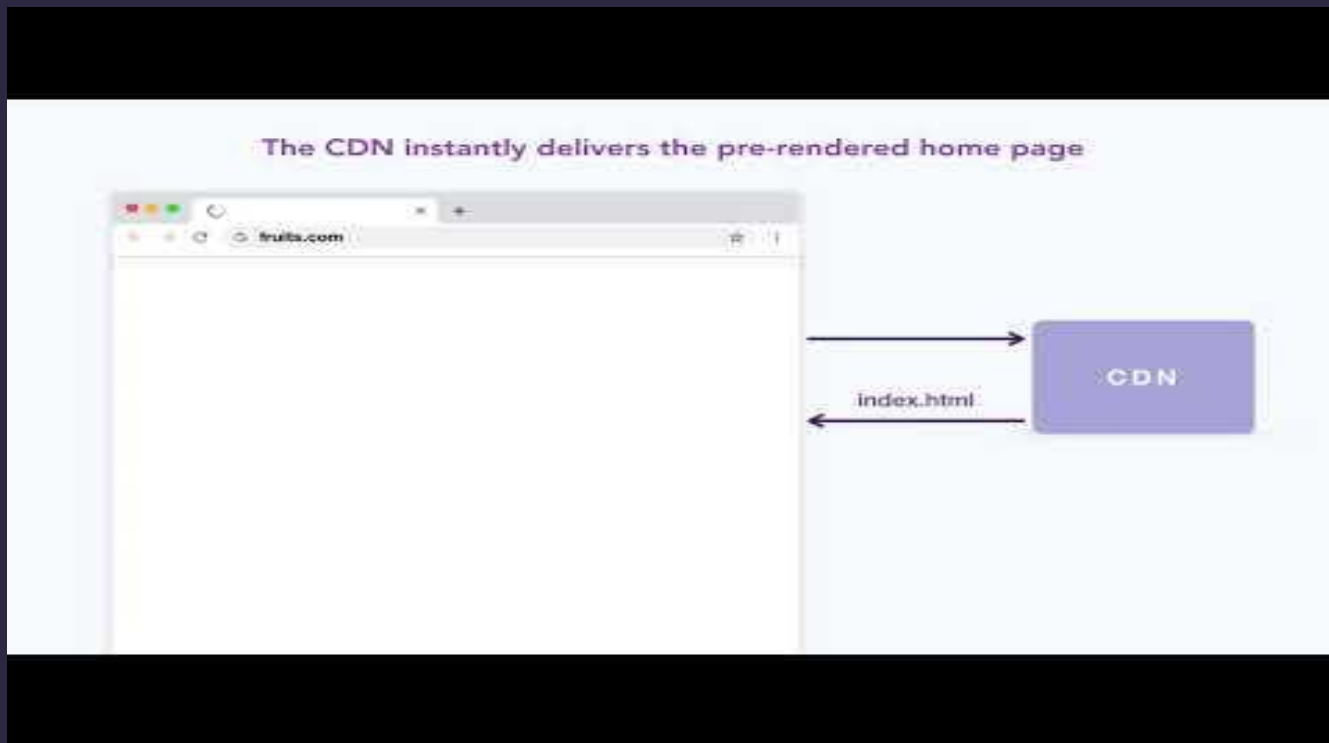 The CDN instantly delivers the pre-rendered home page
fruits.com
CDN
index.html